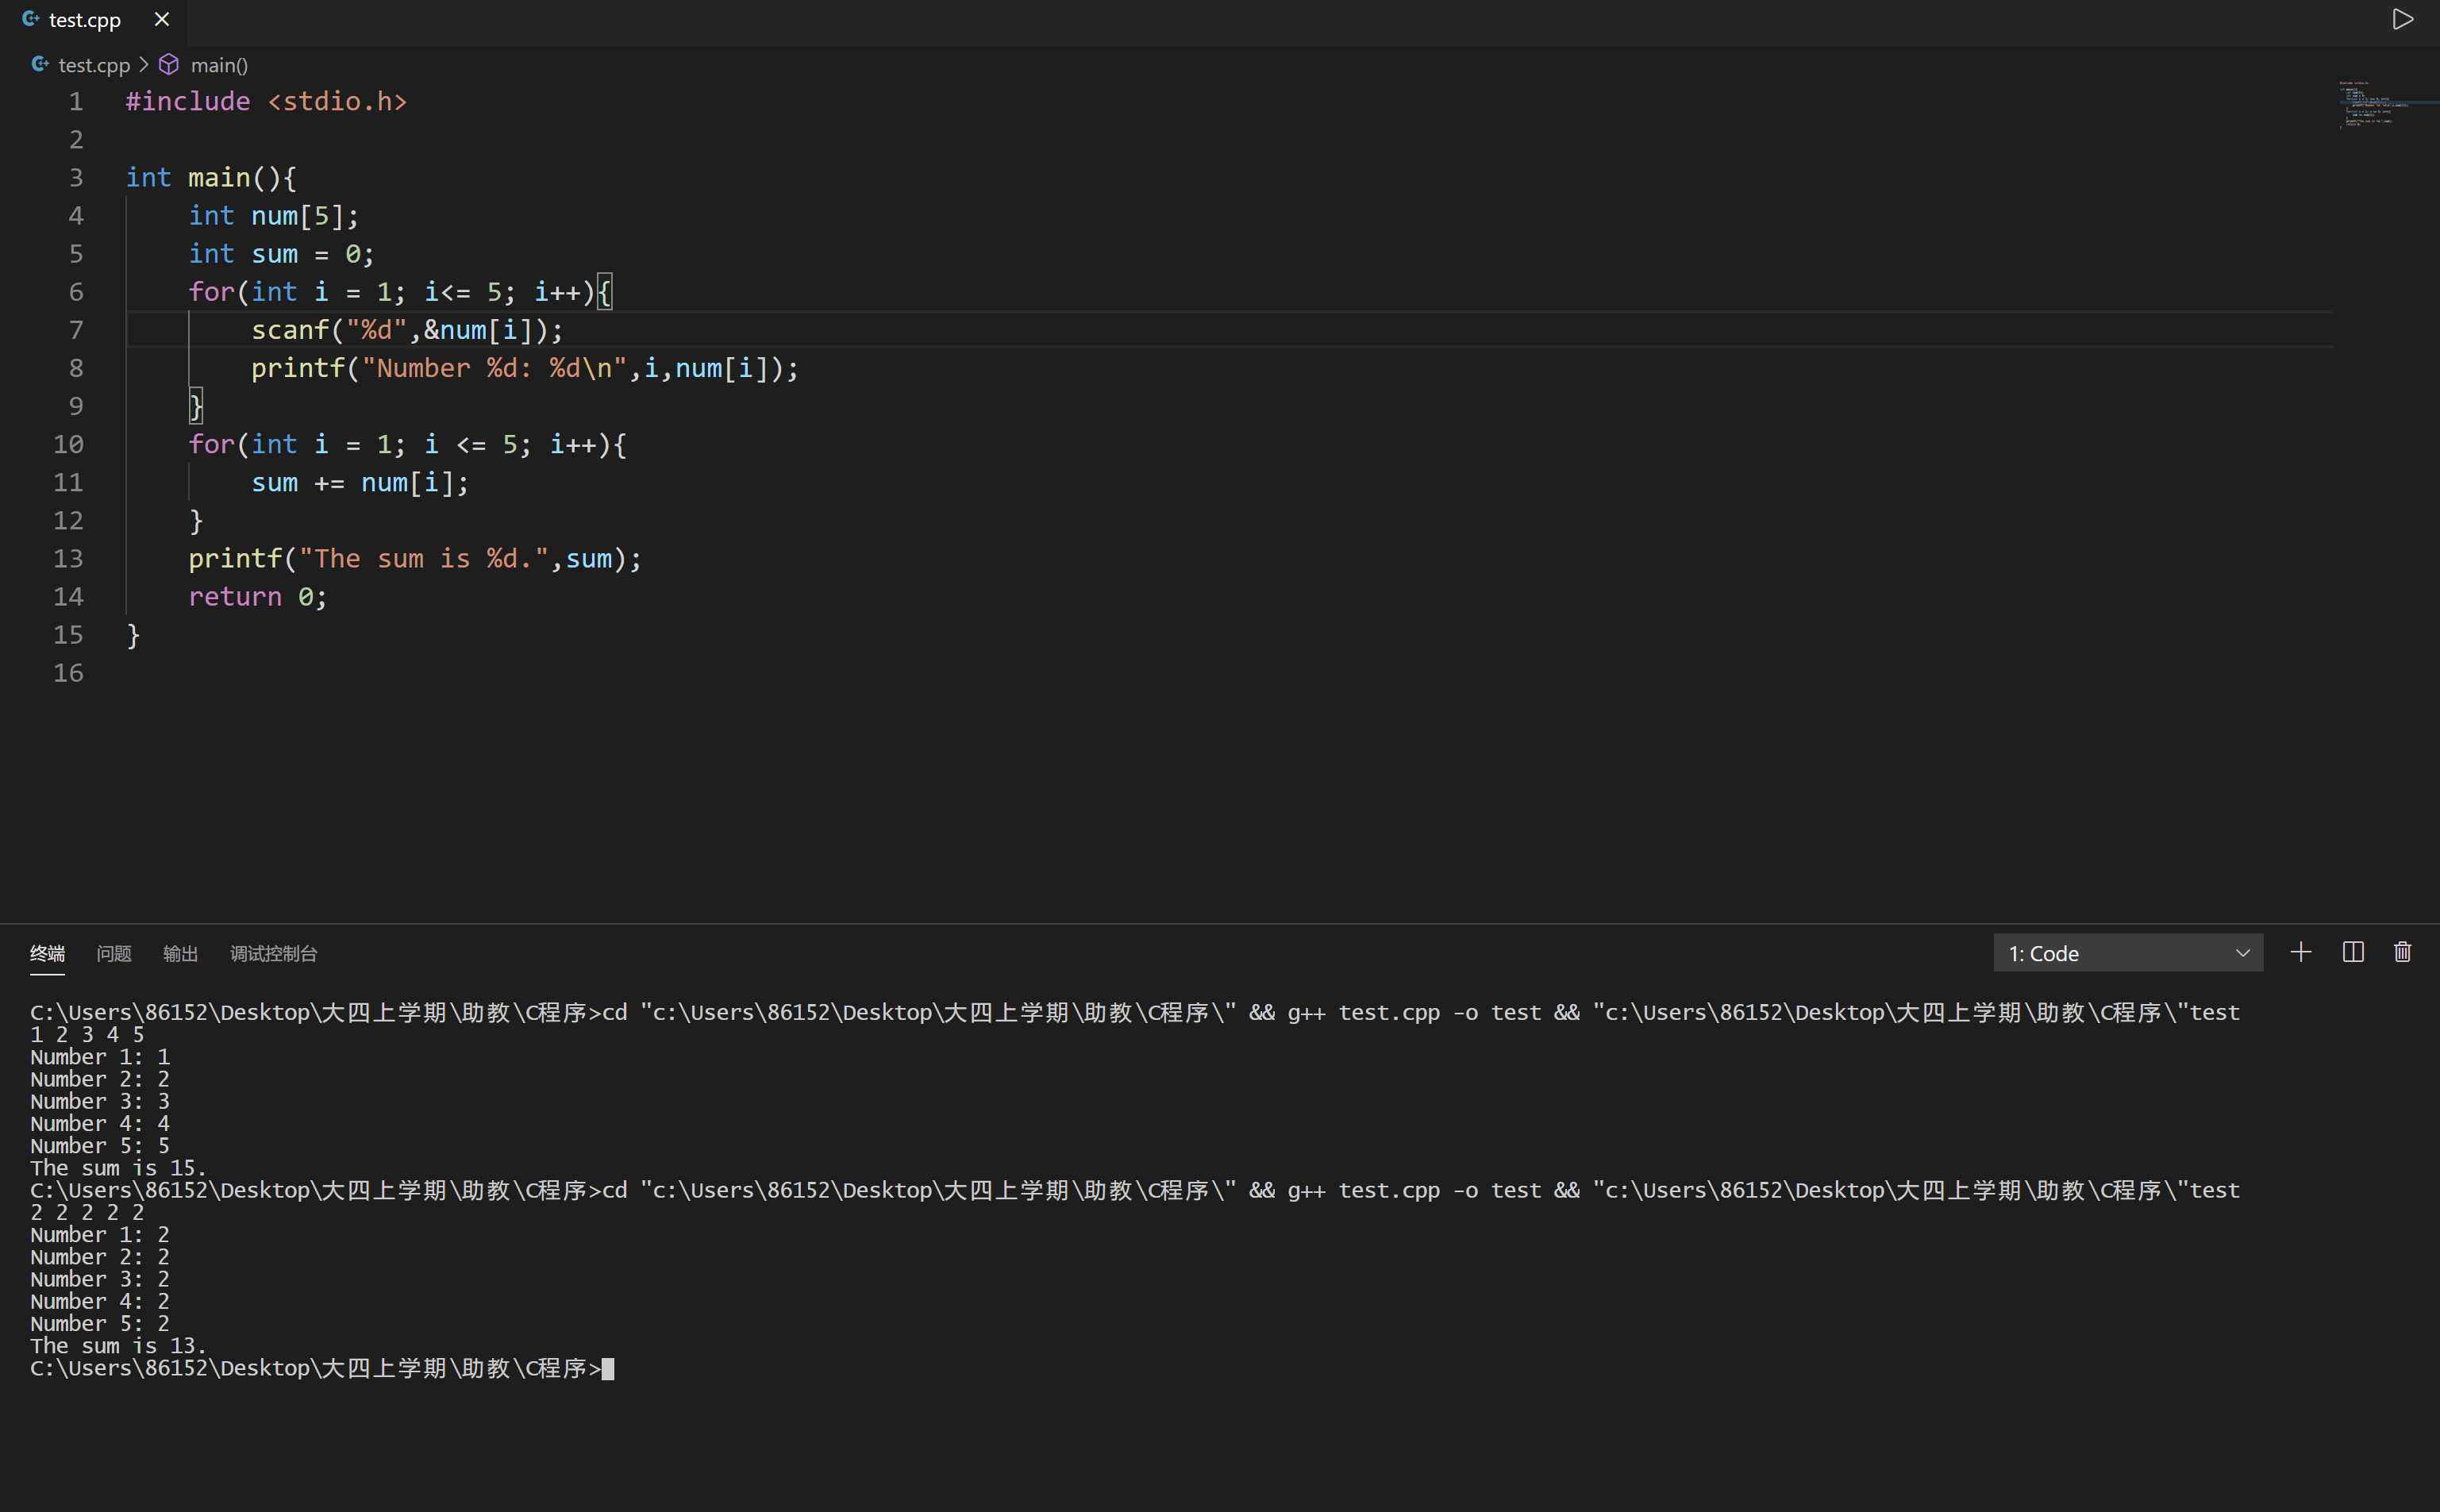 test.cpp
test.cpp > main()
1 #include <stdio.h>
2
3 int main(){
4     int num[5];
5     int sum = 0;
6     for(int i = 1; i<= 5; i++){
7         scanf("%d",&num[i]);
8         printf("Number %d: %d\n",i,num[i]);
9     }
10     for(int i = 1; i <= 5; i++){
11         sum += num[i];
12     }
13     printf("The sum is %d.",sum);
14     return 0;
15 }
16
终端 问题 输出 调试控制台 1: Code
C:\Users\86152\Desktop\大四上学期\助教\C程序>cd "c:\Users\86152\Desktop\大四上学期\助教\C程序\" && g++ test.cpp -o test && "c:\Users\86152\Desktop\大四上学期\助教\C程序\"test
1 2 3 4 5
Number 1: 1
Number 2: 2
Number 3: 3
Number 4: 4
Number 5: 5
The sum is 15.
C:\Users\86152\Desktop\大四上学期\助教\C程序>cd "c:\Users\86152\Desktop\大四上学期\助教\C程序\" && g++ test.cpp -o test && "c:\Users\86152\Desktop\大四上学期\助教\C程序\"test
2 2 2 2 2
Number 1: 2
Number 2: 2
Number 3: 2
Number 4: 2
Number 5: 2
The sum is 13.
C:\Users\86152\Desktop\大四上学期\助教\C程序>